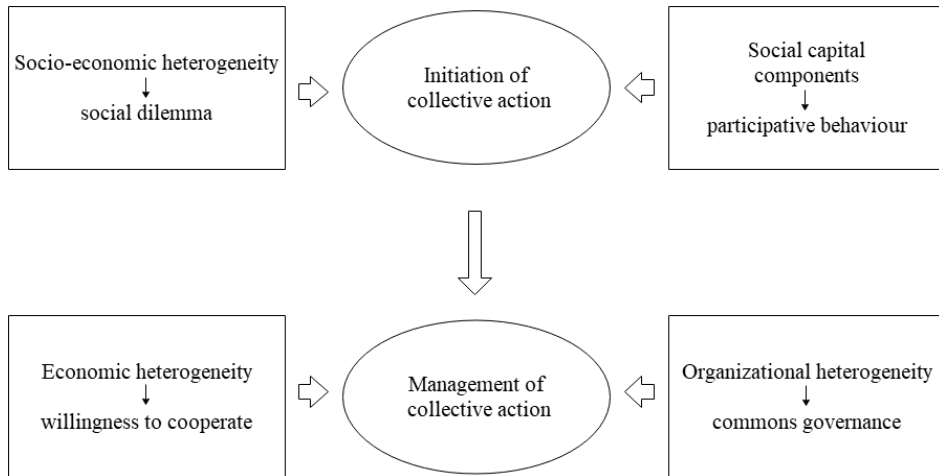 Socio-economic heterogeneity
social dilemma
Initiation of
collective action
Social capital
components
participative behaviour
Economic heterogeneity
willingness to cooperate
Management of
collective action
Organizational heterogeneity
commons governance